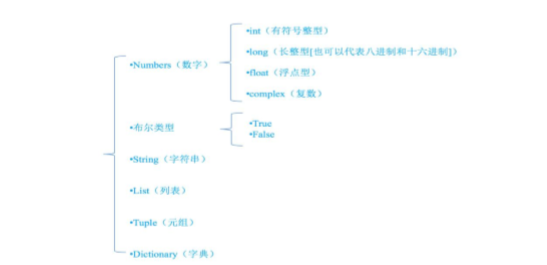 •Numbers（数字）
•int（有符号整型）
•long（长整型[也可以代表八进制和十六进制]）
•float（浮点型）
•complex（复数）
•布尔类型
•True
•False
•String（字符串）
•List（列表）
•Tuple（元组）
•Dictionary（字典）